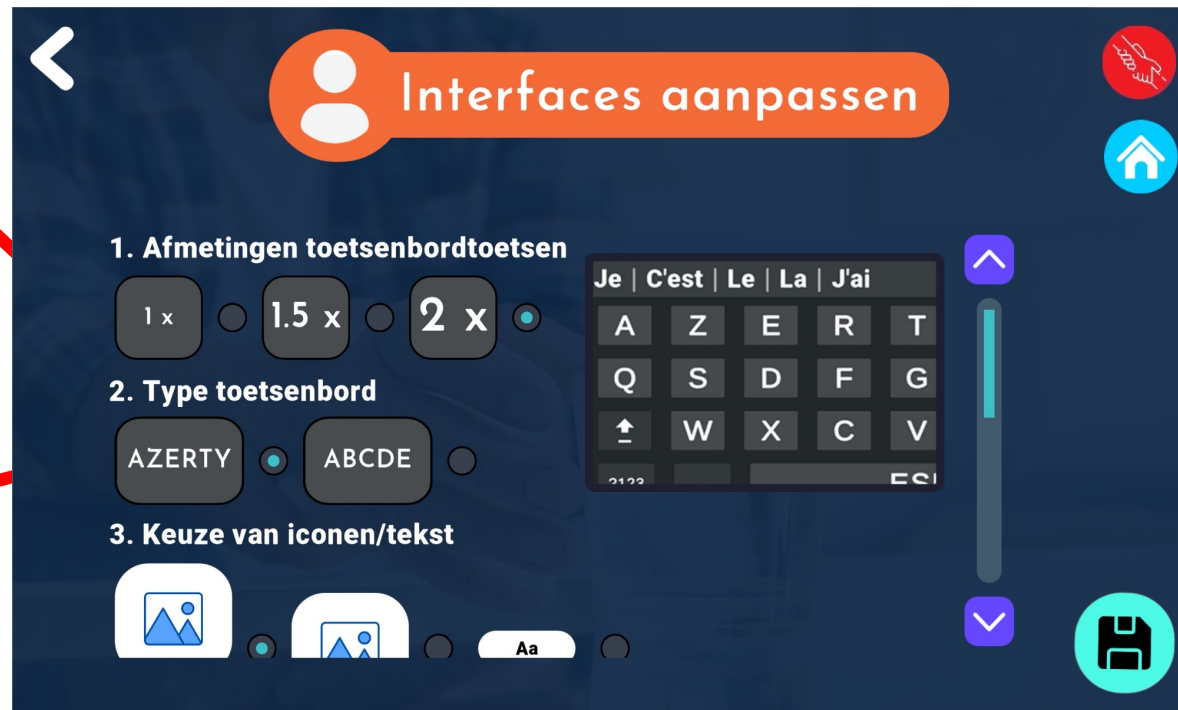 Interfaces aanpassen
1. Afmetingen toetsenbordtoetsen
1 x
1.5 x
2 x
2. Type toetsenbord
AZERTY
ABCDE
3. Keuze van iconen/tekst
Aa
Je | C'est | Le | La | J'ai
A Z E R T
Q S D F G
W X C V